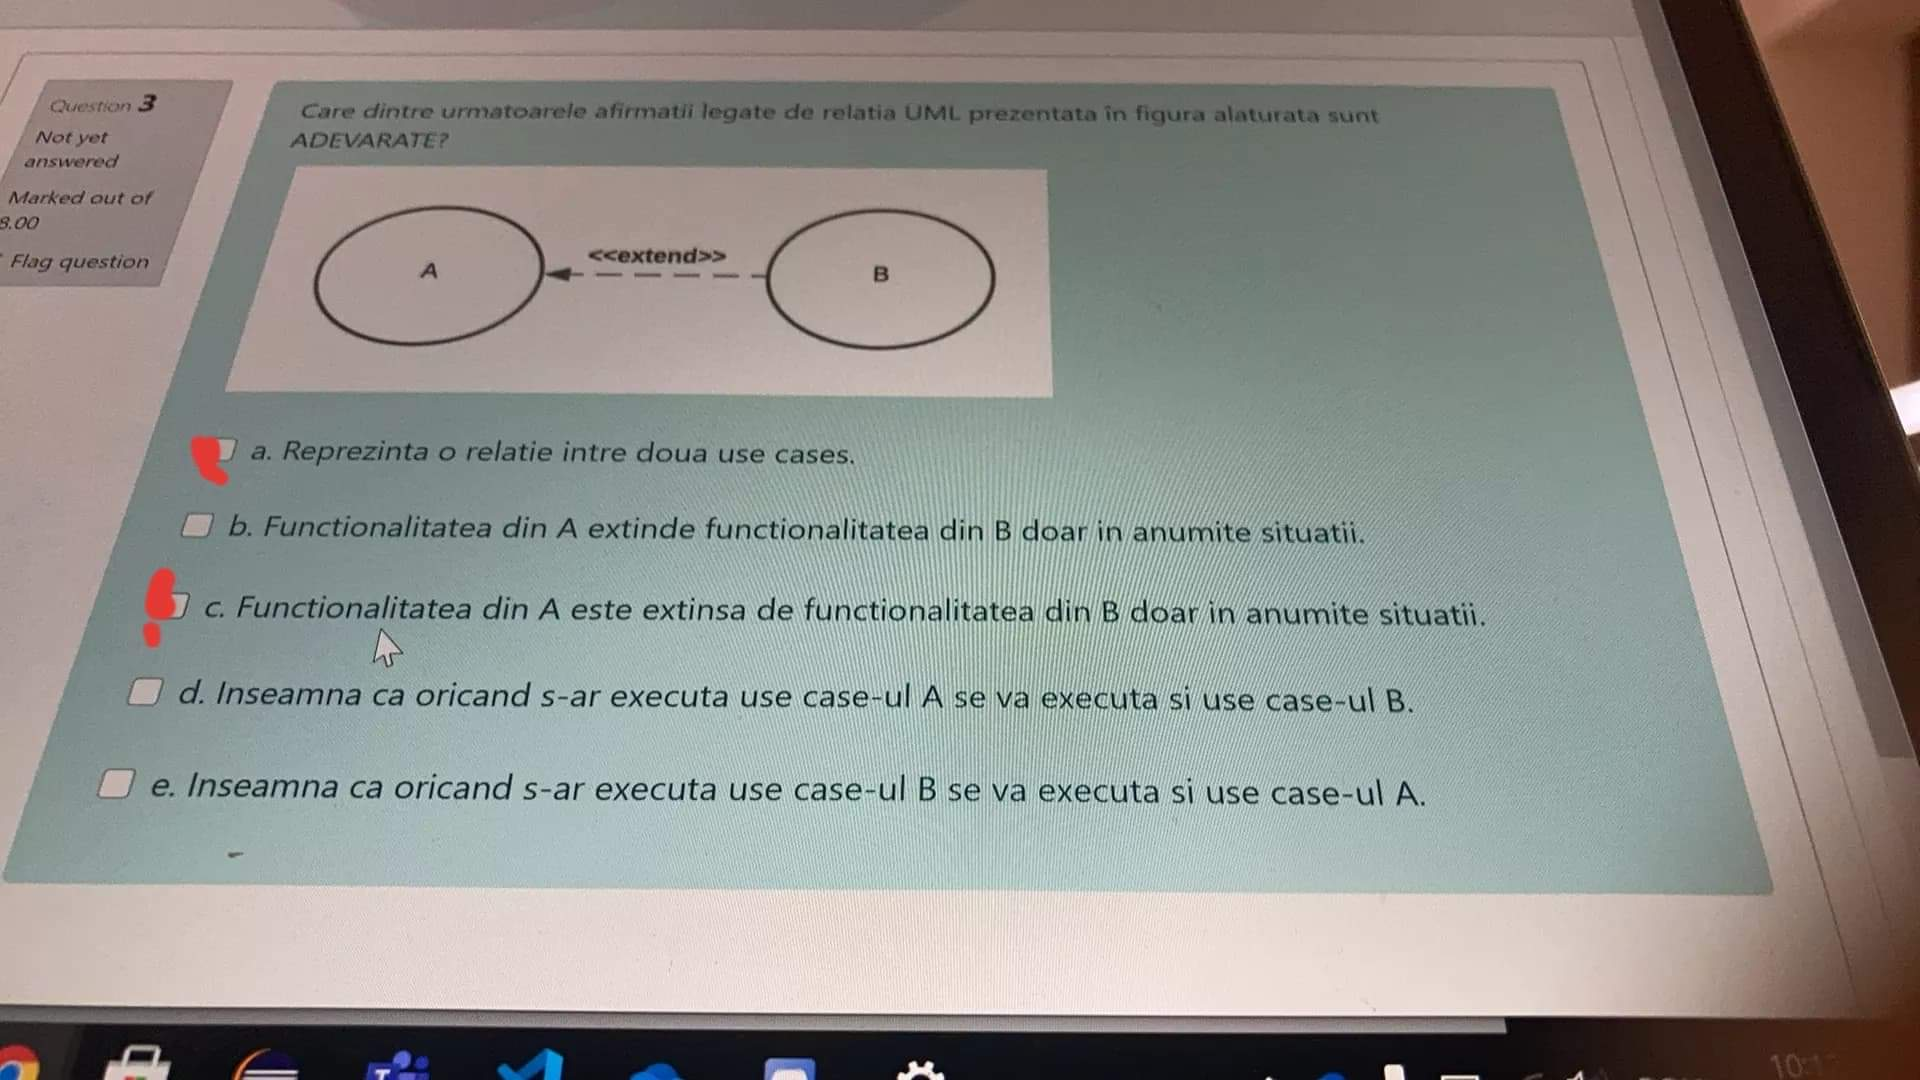 Question 3
Not yet
answered
Marked out of
8.00
Flag question
Care dintre urmatoarele afirmatii legate de relatia UML prezentata în figura alaturata sunt
ADEVARATE?
A
<<extend>>
B
a. Reprezinta o relatie intre doua use cases.
b. Functionalitatea din A extinde functionalitatea din B doar in anumite situatii.
c. Functionalitatea din A este extinsa de functionalitatea din B doar in anumite situatii.
d. Inseamna ca oricand s-ar executa use case-ul A se va executa si use case-ul B.
e. Inseamna ca oricand s-ar executa use case-ul B se va executa si use case-ul A.